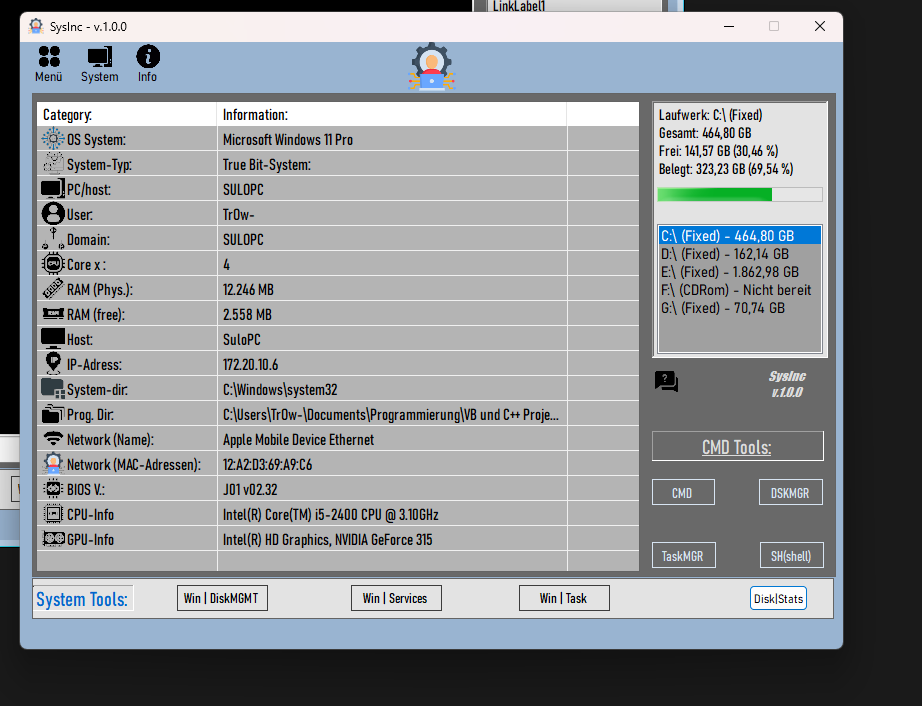 LinkLabel1
SysInc - v.1.0.0
Menü System Info
Category: Information:
OS System: Microsoft Windows 11 Pro
System-Typ: True Bit-System:
PC/host: SULOPC
User: Tr0w-
Domain: SULOPC
Core x : 4
RAM (Phys.): 12.246 MB
RAM (free): 2.558 MB
Host: SuloPC
IP-Adress: 172.20.10.6
System-dir: C:\Windows\system32
Prog. Dir: C:\Users\Tr0w-\Documents\Programmierung\VB und C++ Proje...
Network (Name): Apple Mobile Device Ethernet
Network (MAC-Adressen): 12:A2:D3:69:A9:C6
BIOS V.: J01 v02.32
CPU-Info Intel(R) Core(TM) i5-2400 CPU @ 3.10GHz
GPU-Info Intel(R) HD Graphics, NVIDIA GeForce 315
Laufwerk: C:\ (Fixed)
Gesamt: 464,80 GB
Frei: 141,57 GB (30,46 %)
Belegt: 323,23 GB (69,54 %)
C:\ (Fixed) - 464,80 GB
D:\ (Fixed) - 162,14 GB
E:\ (Fixed) - 1.862,98 GB
F:\ (CDRom) - Nicht bereit
G:\ (Fixed) - 70,74 GB
SysInc
v.1.0.0
CMD Tools:
CMD DSKMGR
TaskMGR SH(shell)
System Tools: Win | DiskMGMT Win | Services Win | Task Disk|Stats